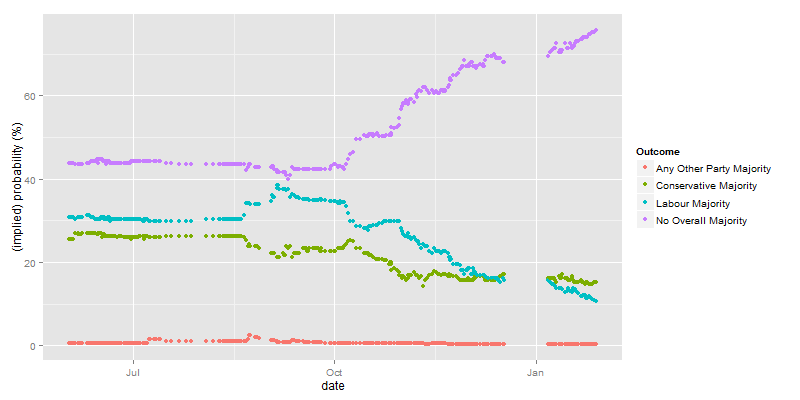 (implied) probability (%)
60
40
20
0
Jul
Oct
Jan
date
Outcome
Any Other Party Majority
Conservative Majority
Labour Majority
No Overall Majority